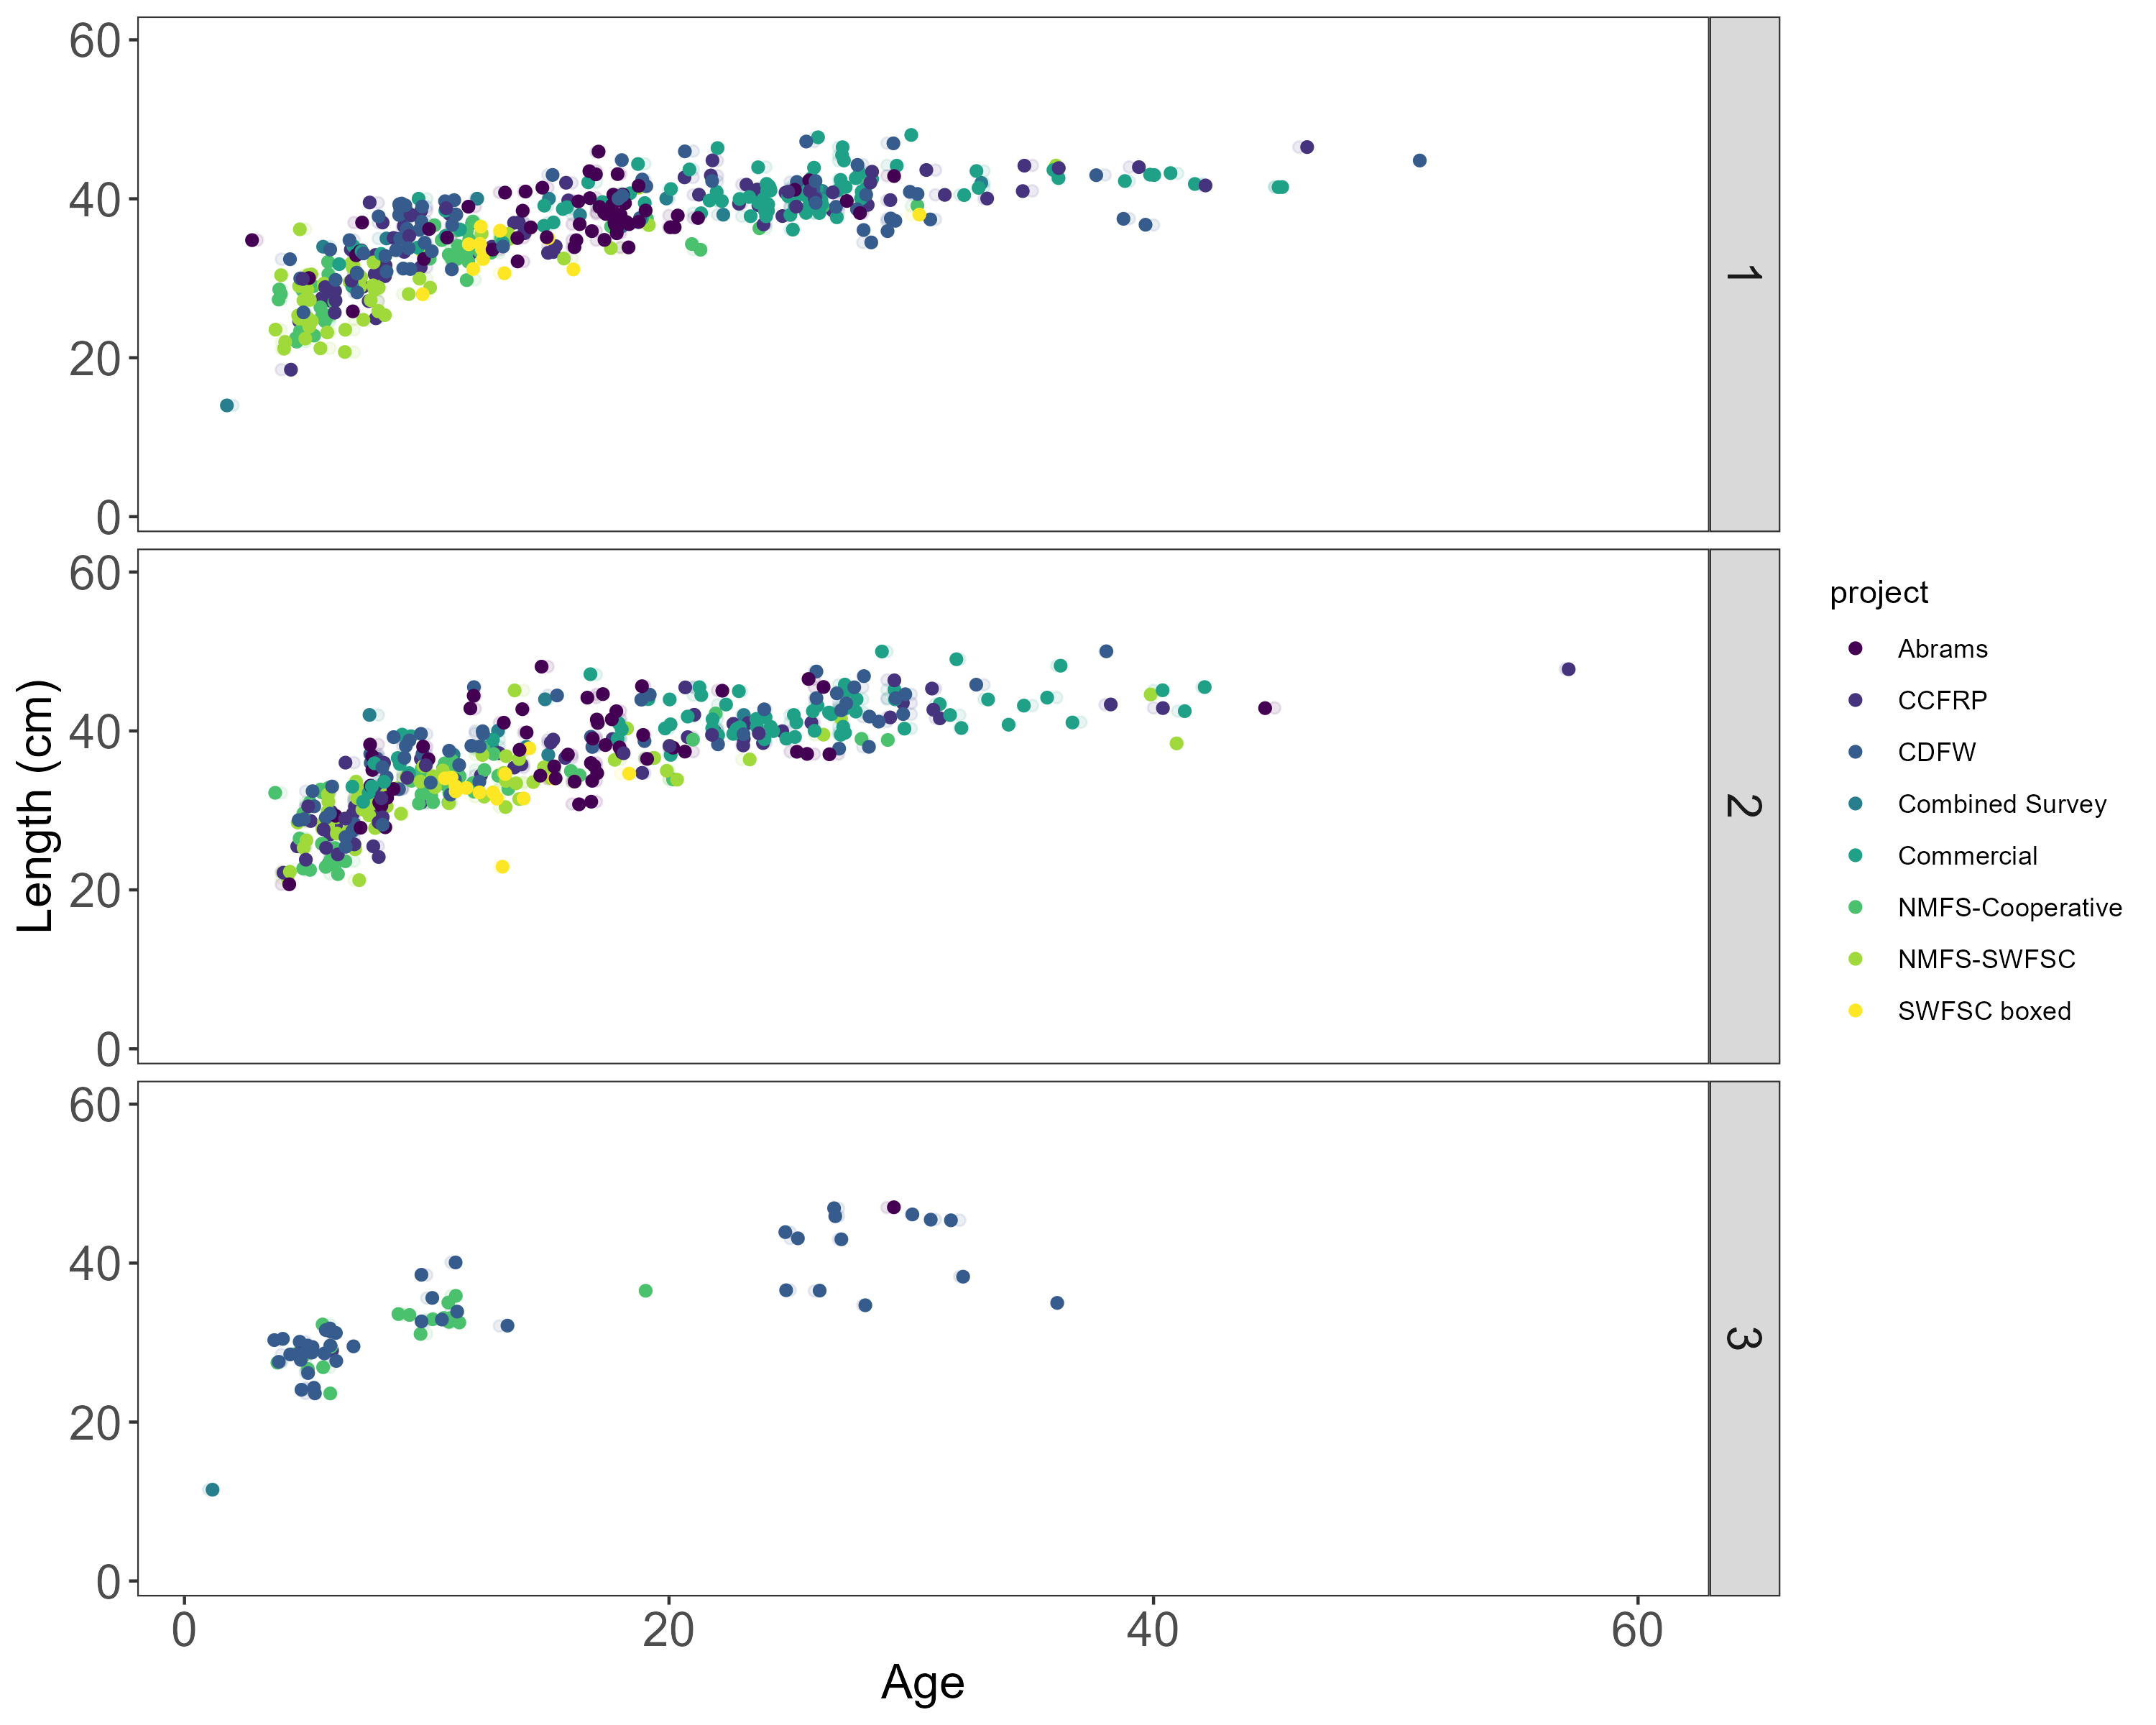 60
40
20
0
1
60
40
20
0
2
60
40
20
0
3
0 20 40 60
Age
Length (cm)
project
Abrams
CCFRP
CDFW
Combined Survey
Commercial
NMFS-Cooperative
NMFS-SWFSC
SWFSC boxed